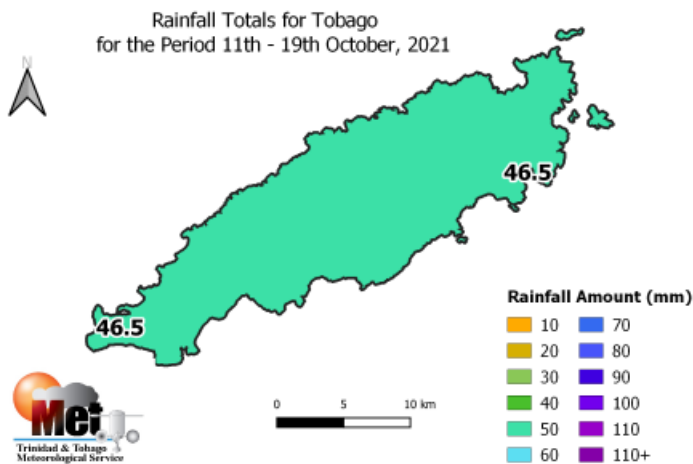 Rainfall Totals for Tobago
for the Period 11th - 19th October, 2021
N
46.5
46.5
Rainfall Amount (mm)
10 70
20 80
30 90
40 100
50 110
60 110+
0 5 10 km
Met
Trinidad & Tobago
Meteorological Service